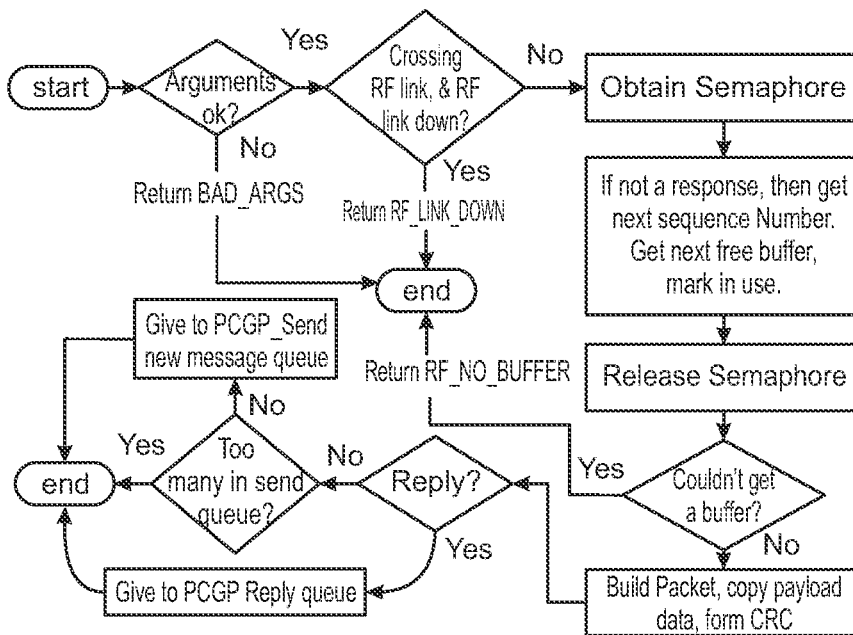 start
Arguments
ok?
Yes
No
Return BAD_ARGS
Crossing
RF link, & RF
link down?
No
Yes
Return RF_LINK_DOWN
end
Obtain Semaphore
If not a response, then get
next sequence Number.
Get next free buffer,
mark in use.
Release Semaphore
Couldn't get
a buffer?
Yes
Return RF_NO_BUFFER
No
Build Packet, copy payload
data, form CRC
Reply?
No
Yes
Too
many in send
queue?
No
Yes
Give to PCGP_Send
new message queue
Give to PCGP Reply queue
end